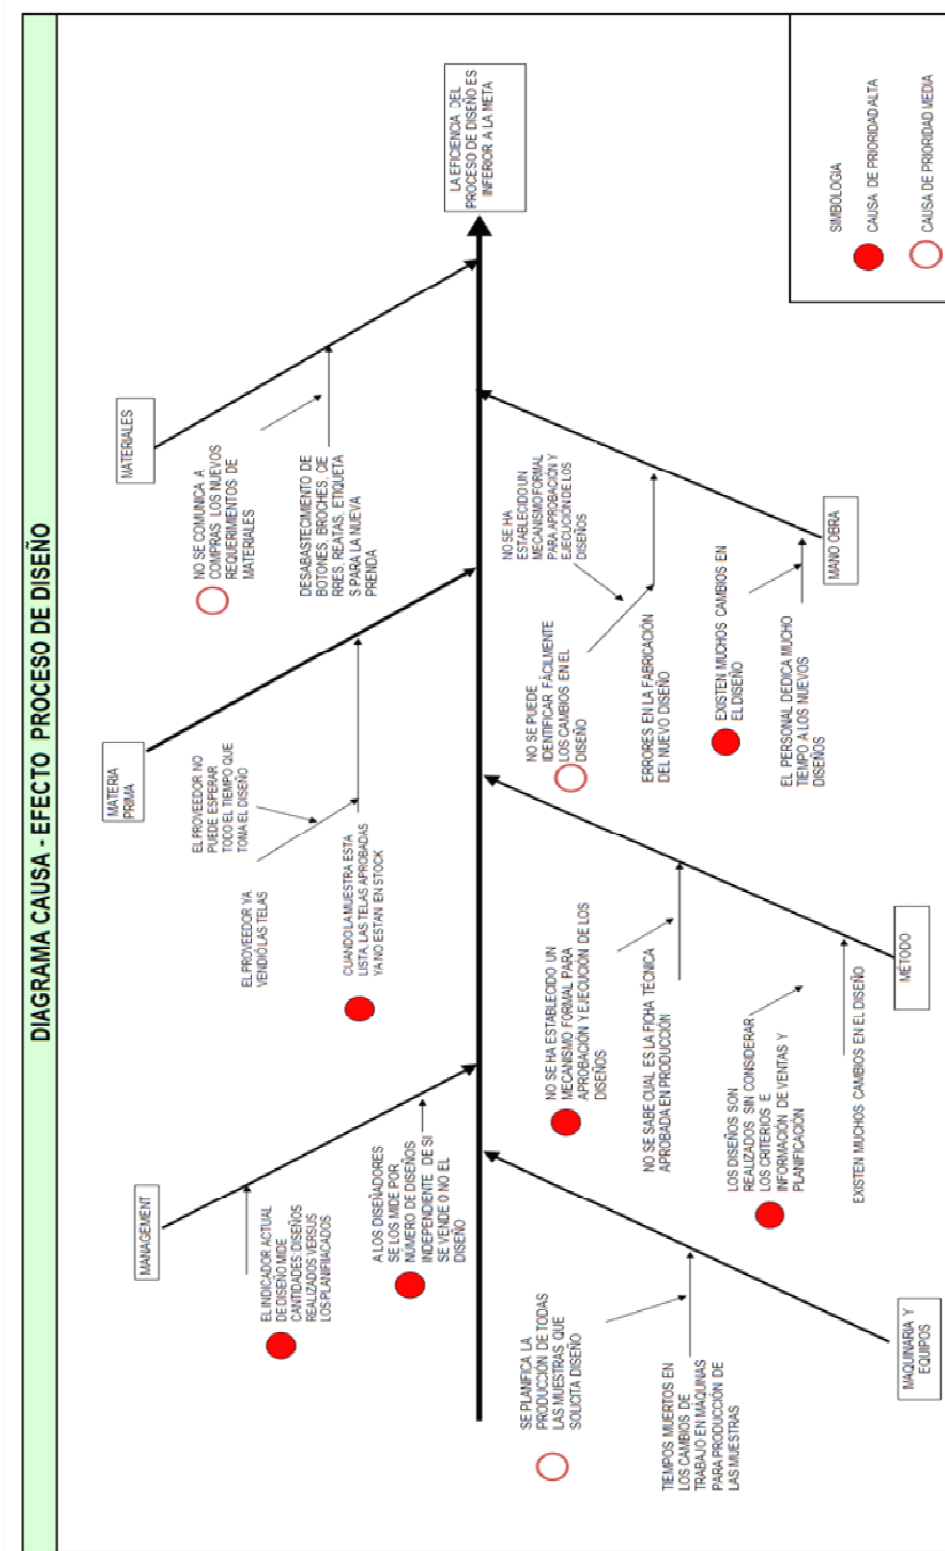 DIAGRAMA CAUSA - EFECTO PROCESO DE DISEÑO
MANAGEMENT
EL INDICADOR ACTUAL
DE DISEÑO MIDE
CANTIDADES: DISEÑOS
REALIZADOS VERSUS
LOS PLANIFIIACADOS
A LOS DISEÑADORES
SE LOS MIDE POR
NÚMERO DE DISEÑOS
INDEPENDIENTE DE SI
SE VENDE 0 NO EL
DISEÑO
MATERIA
PRIMA
EL PROVEEDOR NO
PUEDE ESPERAR
TODO EL TIEMPO QUE
TOMA EL DISEÑO
EL PROVEEDOR YA
VENDIÓ LAS TELAS
CUANDO LA MUESTRA ESTA
LISTA, LAS TELAS APROBADAS
YA NO ESTAN EN STOCK
MATERIALES
NO SE COMUNICA A
COMPRAS LOS NUEVOS
REQUERIMIENTOS DE
MATERIALES
DESABASTECIMIENTO DE
BOTONES, BROCHES, CIE
RRES, REATAS, ETIQUETA
S PARA LA NUEVA
PRENDA
LA EFICIENCIA DEL
PROCESO DE DISEÑO ES
INFERIOR A LA META
SE PLANIFICA LA
PRODUCCIÓN DE TODAS
LAS MUESTRAS QUE
SOLICITA DISEÑO
TIEMPOS MUERTOS EN
LOS CAMBIOS DE
TRABAJO EN MÁQUINAS
PARA PRODUCCIÓN DE
LAS MUESTRAS
MAQUINARIA Y
EQUIPOS
NO SE HA ESTABLECIDO UN
MECANISMO FORMAL PARA
APROBACIÓN Y EJECUCIÓN DE LOS
DISEÑOS
NO SE SABE CUAL ES LA FICHA TÉCNICA
APROBADA EN PRODUCCIÓN
LOS DISEÑOS SON
REALIZADOS SIN CONSIDERAR
LOS CRITERIOS IE
INFORMACIÓN DE VENTAS Y
PLANIFICACIÓN
EXISTEN MUCHOS CAMBIOS EN EL DISEÑO
MÉTODO
NO SE HA
ESTABLECIDO UN
MECANISMO FORMAL
PARA APROBACIÓN Y
EJECUCION DE LOS
DISEÑOS
NO SE PUEDE
IDENTIFICAR FÁCILMENTE
LOS CAMBIOS EN EL
DISEÑO
ERRORES EN LA FABRICACIÓN
DEL NUEVO DISEÑO
EXISTEN MUCHOS CAMBIOS EN
EL DISEÑO
EL PERSONAL DEDICA MUCHO
TIEMPO A LOS NUEVOS
DISEÑOS
MANO OBRA
SIMBOLOGIA
CAUSA DE PRIORIDAD ALTA
CAUSA DE PRIORIDAD MEDIA